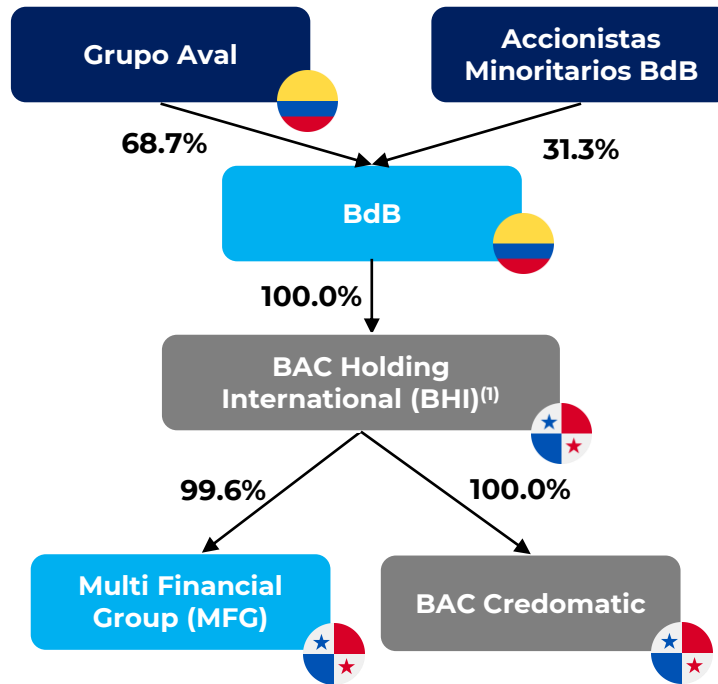 Grupo Aval
Accionistas
Minoritarios BdB
68.7%
31.3%
BdB
100.0%
BAC Holding
International (BHI)(1)
99.6%
100.0%
Multi Financial
Group (MFG)
BAC Credomatic